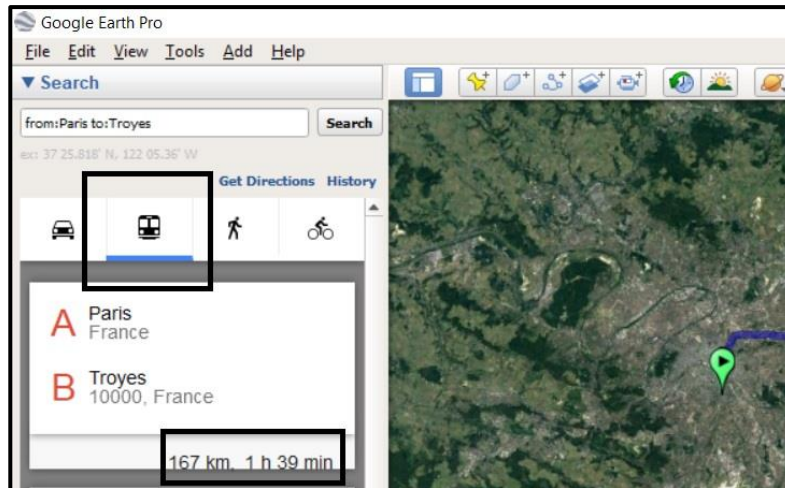 Google Earth Pro
File Edit View Tools Add Help
▼ Search
from:Paris to:Troyes Search
ex: 37 25.818' N, 122 05.36' W
Get Directions History
A Paris
France
B Troyes
10000, France
167 km, 1 h 39 min